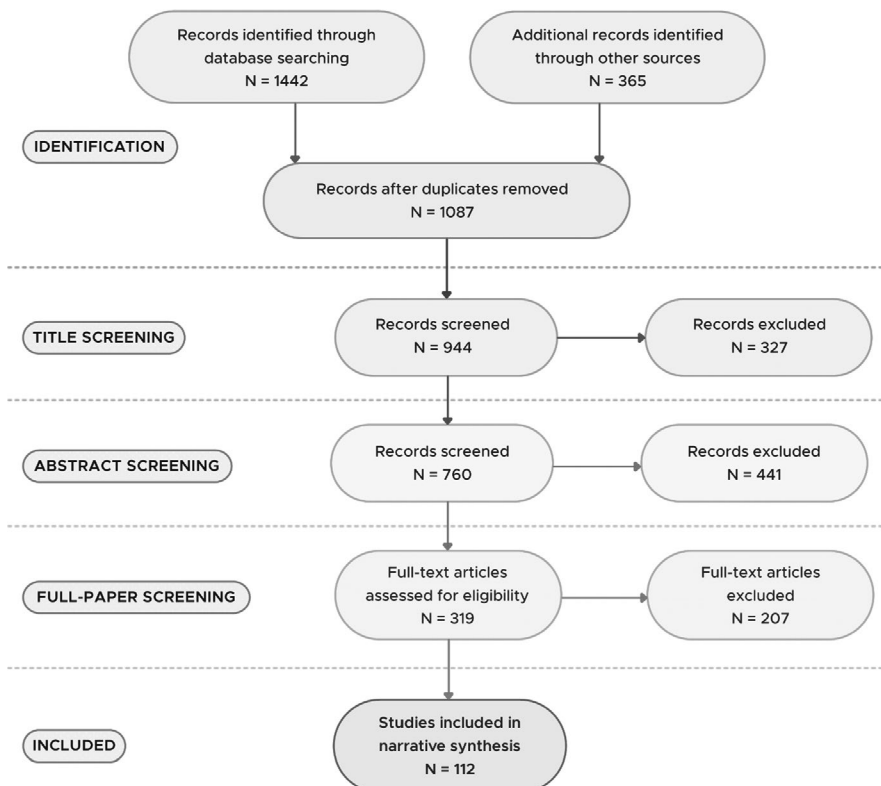 Records identified through
database searching
N = 1442
Additional records identified
through other sources
N = 365
IDENTIFICATION
Records after duplicates removed
N = 1087
TITLE SCREENING
Records screened
N = 944
Records excluded
N = 327
ABSTRACT SCREENING
Records screened
N = 760
Records excluded
N = 441
FULL-PAPER SCREENING
Full-text articles
assessed for eligibility
N = 319
Full-text articles
excluded
N = 207
INCLUDED
Studies included in
narrative synthesis
N = 112